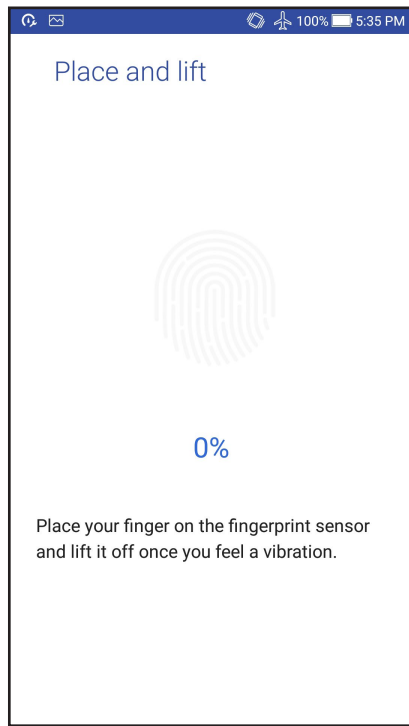 100% 5:35 PM
Place and lift
0%
Place your finger on the fingerprint sensor
and lift it off once you feel a vibration.